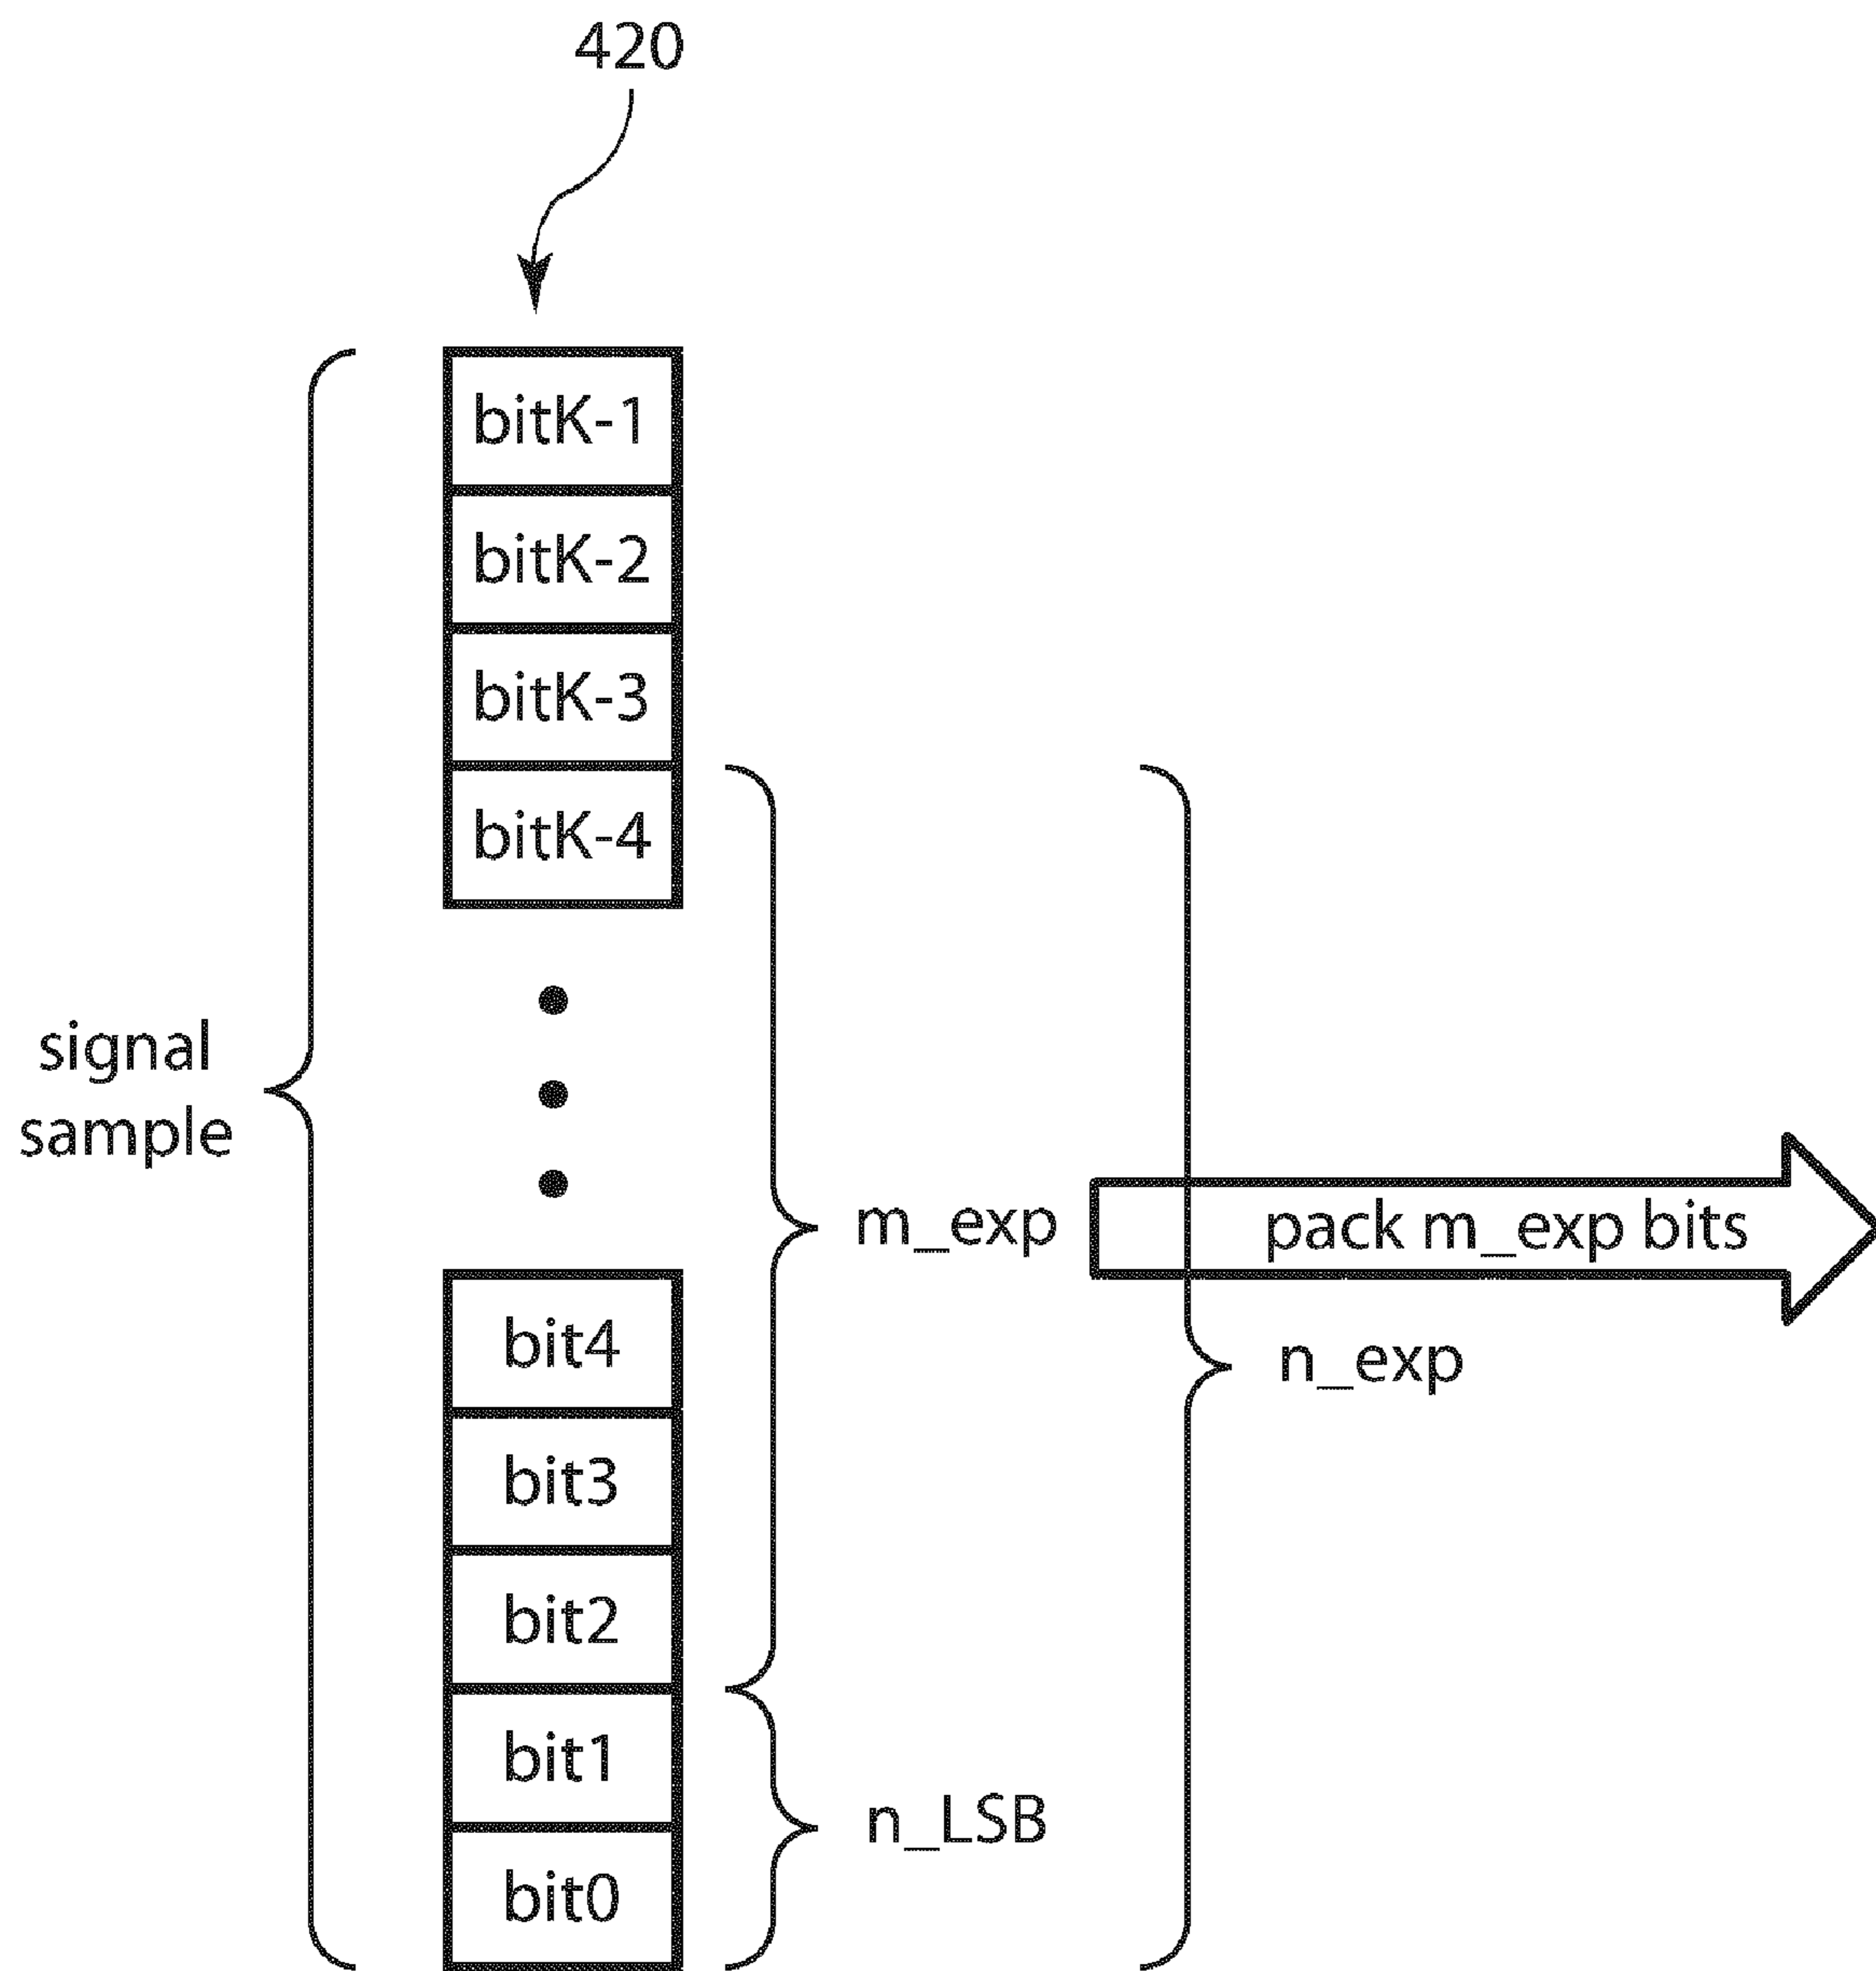 420
bitK-1
bitK-2
bitK-3
bitK-4
signal
sample
m_exp
pack m_exp bits
bit4
n_exp
bit3
bit2
bit1
n_LSB
bit0